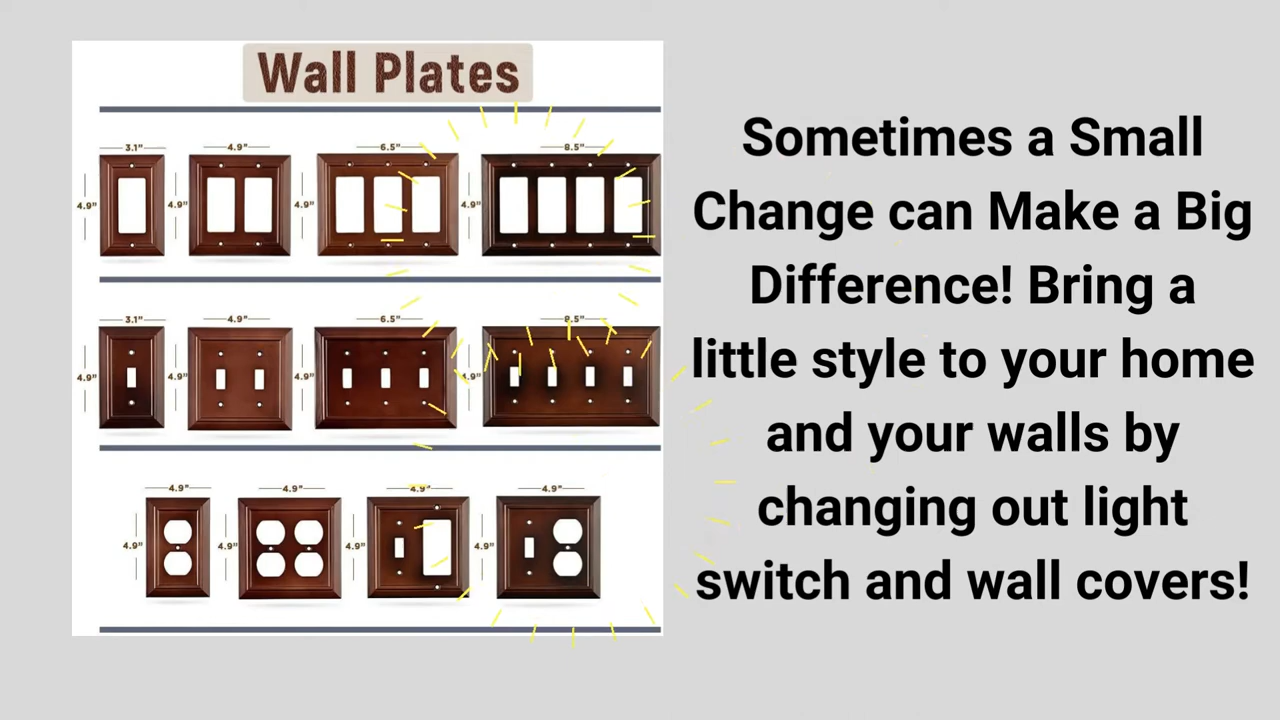 Wall Plates
3.1" 4.9" 6.5" 8.5"
4.9" 4.9" 4.9" 4.9"
3.1" 4.9" 6.5" 8.5"
4.9" 4.9" 4.9" 4.9"
4.9" 4.9" 4.9" 4.9"
4.9" 4.9" 4.9" 4.9"
Sometimes a Small
Change can Make a Big
Difference! Bring a
little style to your home
and your walls by
changing out light
switch and wall covers!